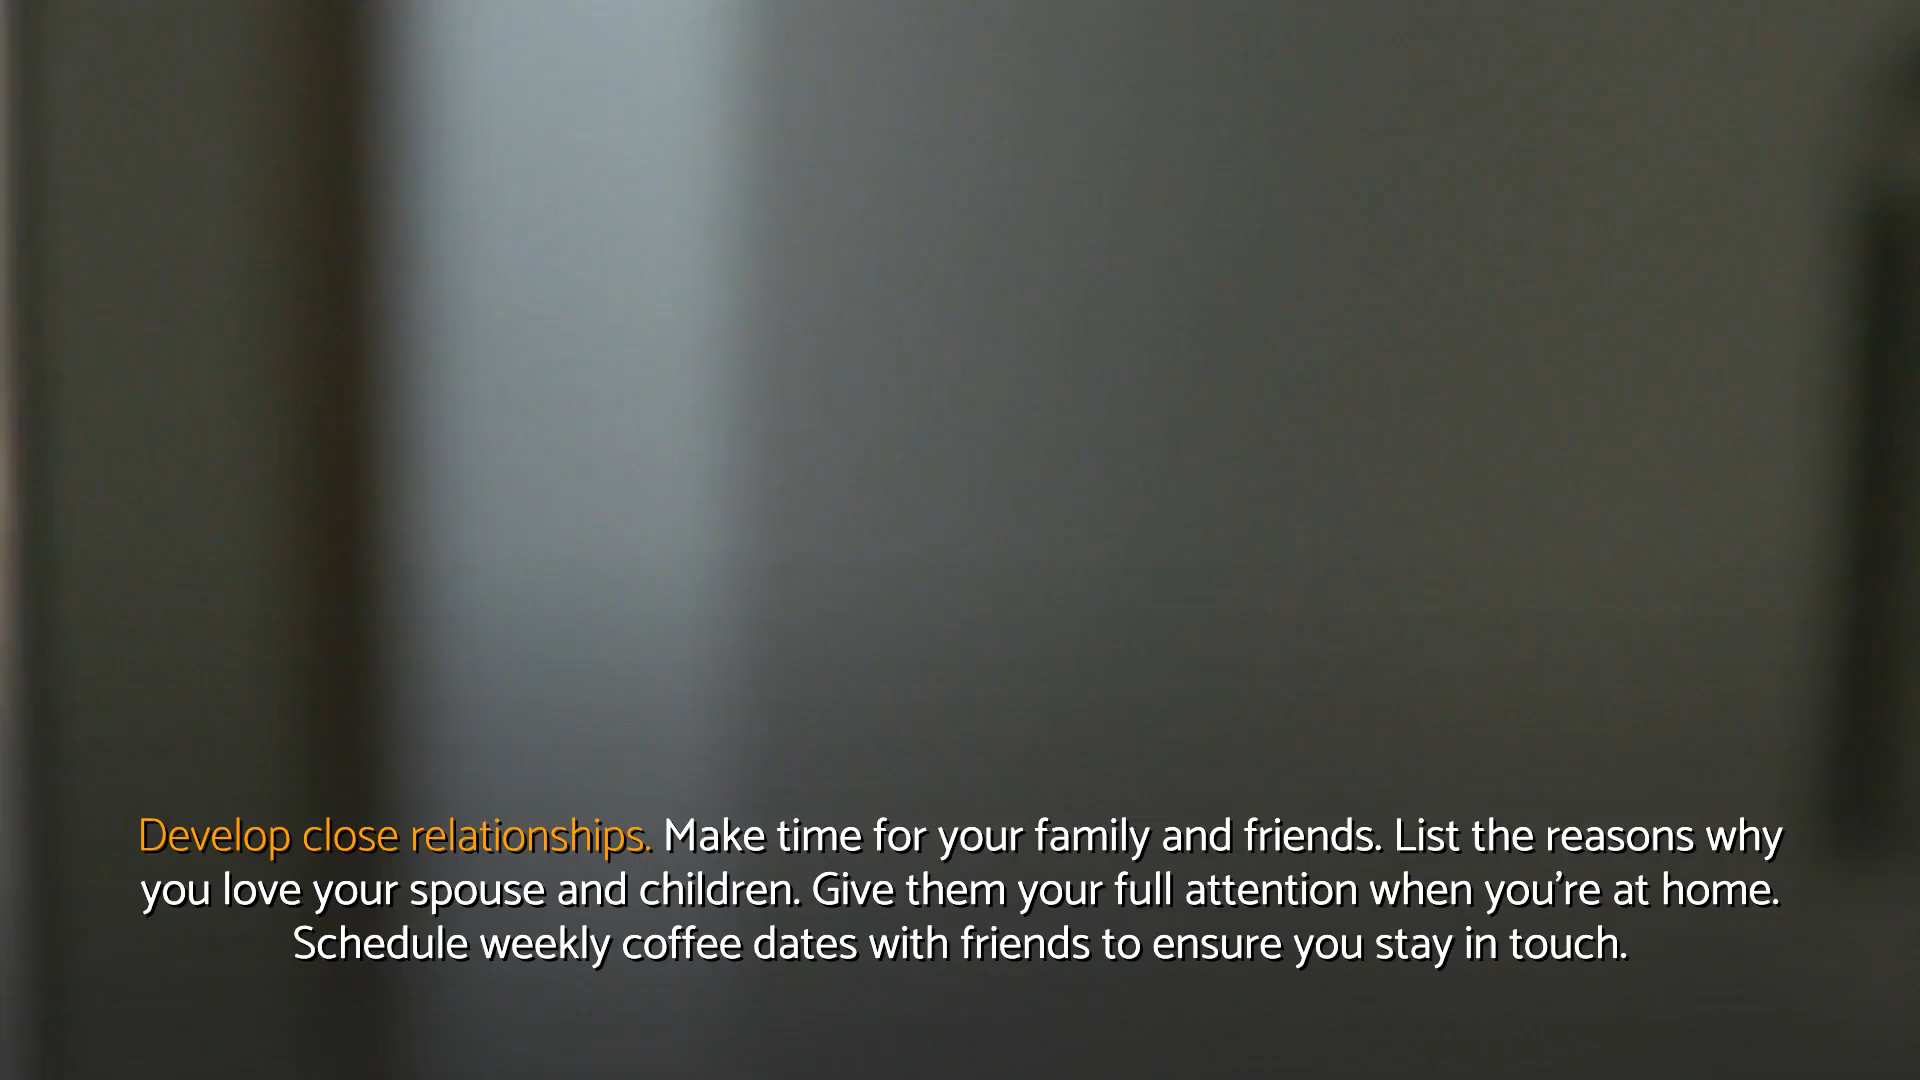 Develop close relationships. Make time for your family and friends. List the reasons why
you love your spouse and children. Give them your full attention when you’re at home.
Schedule weekly coffee dates with friends to ensure you stay in touch.